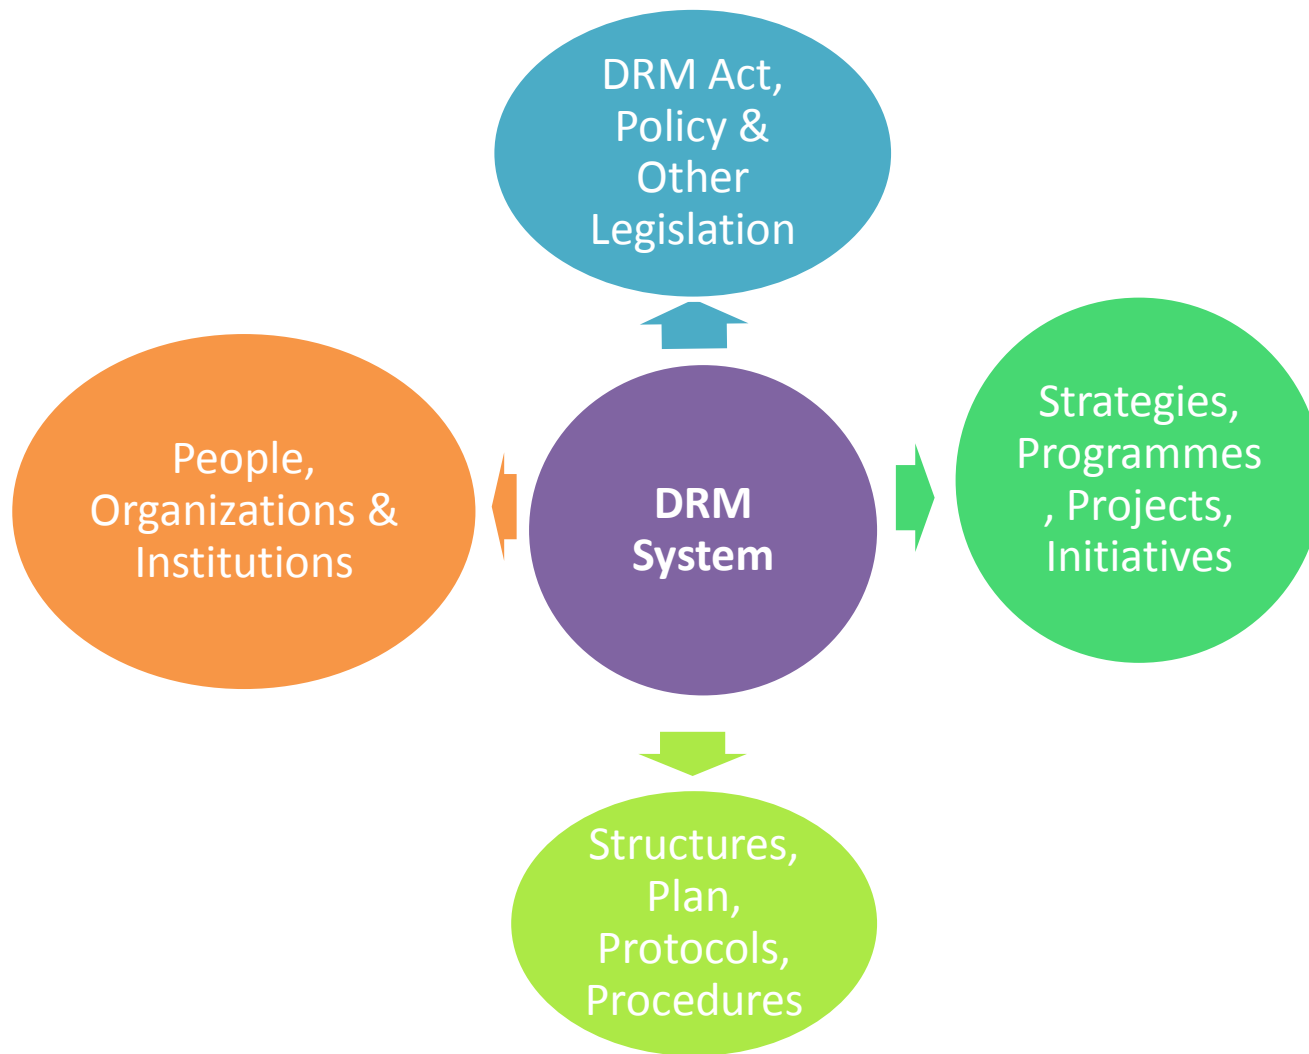 DRM Act,
Policy &
Other
Legislation
People,
Organizations &
Institutions
DRM
System
Strategies,
Programmes
, Projects,
Initiatives
Structures,
Plan,
Protocols,
Procedures